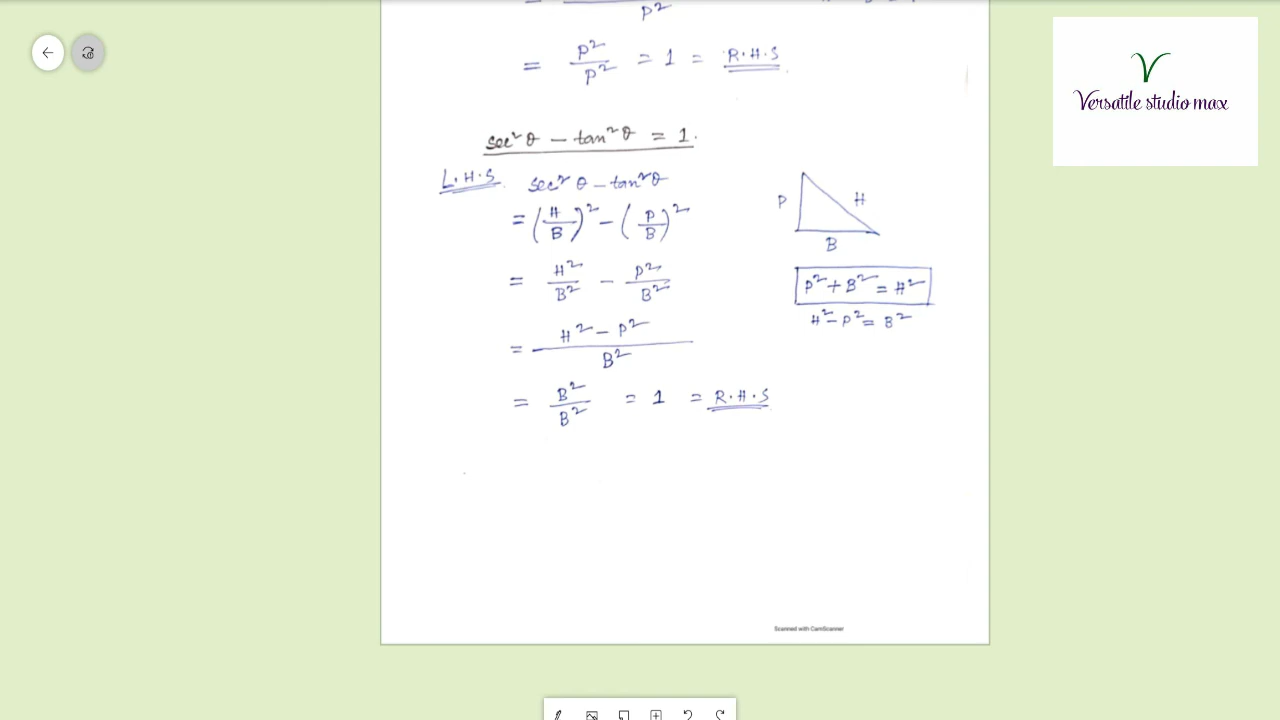 P²
= P²/P² = 1 = R.H.S
Versatile studio max
sec²θ − tan²θ = 1.
L.H.S. sec²θ − tan²θ
= (H/B)² − (P/B)²
= H²/B² − P²/B²
= H² − P² / B²
= B²/B² = 1 = R.H.S
P H
B
P² + B² = H²
H² − P² = B²
Scanned with CamScanner